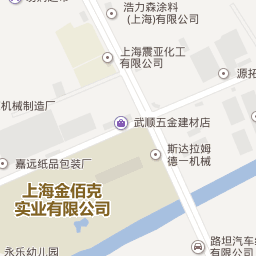 浩力森涂料
(上海)有限公司
上海震亚化工
有限公司
源拓
机械制造厂
武顺五金建材店
嘉远纸品包装厂
斯达拉姆
德一机械
上海金佰克
实业有限公司
路坦汽车
永乐幼儿园